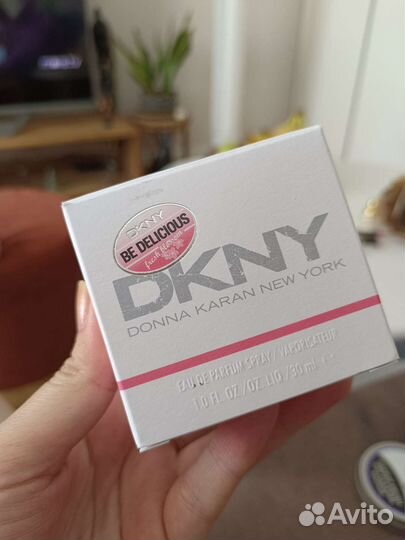 DKNY
BE DELICIOUS
fresh blossom
DKNY
DONNA KARAN NEW YORK
EAU DE PARFUM SPRAY / VAPORISATEUR
1.0 FL. OZ./OZ. LIQ./30 ml e
Avito